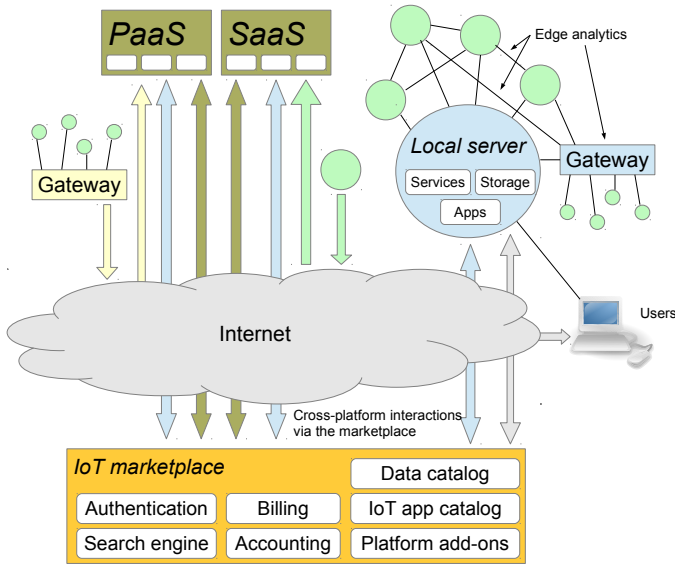 PaaS
SaaS
Edge analytics
Gateway
Local server
Services
Storage
Apps
Gateway
Internet
Users
Cross-platform interactions
via the marketplace
IoT marketplace
Data catalog
Authentication
Billing
IoT app catalog
Search engine
Accounting
Platform add-ons